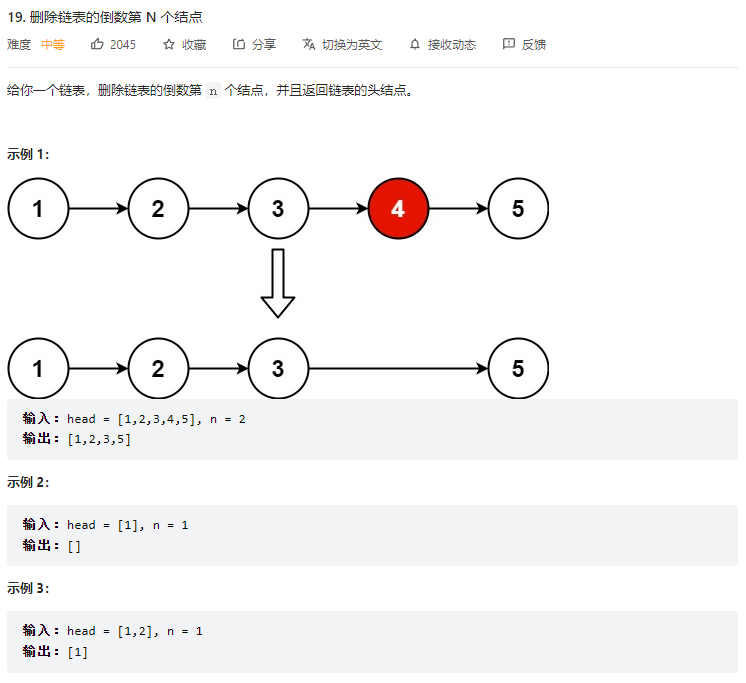 19. 删除链表的倒数第 N 个结点
难度 中等 2045 收藏 分享 切换为英文 接收动态 反馈
给你一个链表，删除链表的倒数第 n 个结点，并且返回链表的头结点。
示例 1：
1 2 3 4 5
1 2 3 5
输入：head = [1,2,3,4,5], n = 2
输出：[1,2,3,5]
示例 2：
输入：head = [1], n = 1
输出：[]
示例 3：
输入：head = [1,2], n = 1
输出：[1]